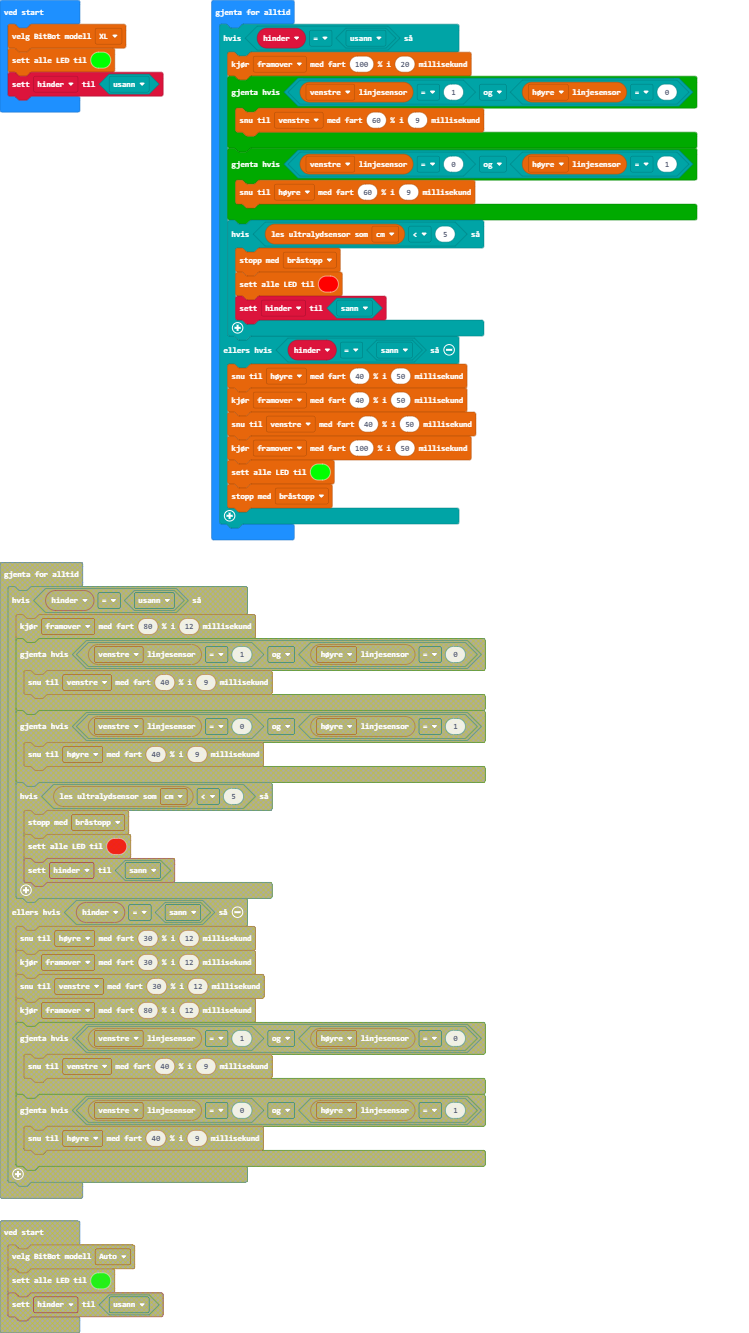 ved start
velg BitBot modell XL
sett alle LED til
sett hinder til usann
gjenta for alltid
hvis hinder = usann så
kjør framover med fart 100 % i 20 millisekund
gjenta hvis venstre linjesensor = 1 og høyre linjesensor = 0
snu til venstre med fart 60 % i 9 millisekund
gjenta hvis venstre linjesensor = 0 og høyre linjesensor = 1
snu til høyre med fart 60 % i 9 millisekund
hvis les ultralydsensor som cm < 5 så
stopp med bråstopp
sett alle LED til
sett hinder til sann
ellers hvis hinder = sann så
snu til høyre med fart 40 % i 50 millisekund
kjør framover med fart 40 % i 50 millisekund
snu til venstre med fart 40 % i 50 millisekund
kjør framover med fart 100 % i 50 millisekund
sett alle LED til
stopp med bråstopp
gjenta for alltid
hvis hinder = usann så
kjør framover med fart 80 % i 12 millisekund
gjenta hvis venstre linjesensor = 1 og høyre linjesensor = 0
snu til venstre med fart 40 % i 9 millisekund
gjenta hvis venstre linjesensor = 0 og høyre linjesensor = 1
snu til høyre med fart 40 % i 9 millisekund
hvis les ultralydsensor som cm < 5 så
stopp med bråstopp
sett alle LED til
sett hinder til sann
ellers hvis hinder = sann så
snu til høyre med fart 30 % i 12 millisekund
kjør framover med fart 30 % i 12 millisekund
snu til venstre med fart 30 % i 12 millisekund
kjør framover med fart 80 % i 12 millisekund
gjenta hvis venstre linjesensor = 1 og høyre linjesensor = 0
snu til venstre med fart 40 % i 9 millisekund
gjenta hvis venstre linjesensor = 0 og høyre linjesensor = 1
snu til høyre med fart 40 % i 9 millisekund
ved start
velg BitBot modell Auto
sett alle LED til
sett hinder til usann